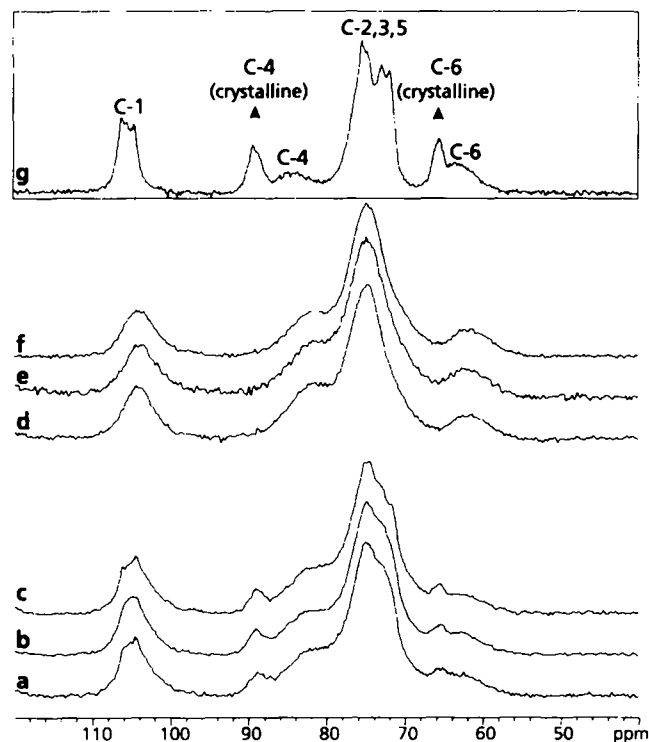 C-2,3,5
C-4
(crystalline)
C-6
(crystalline)
C-1
C-4
C-6
g
f
e
d
c
b
a
110 100 90 80 70 60 50 ppm